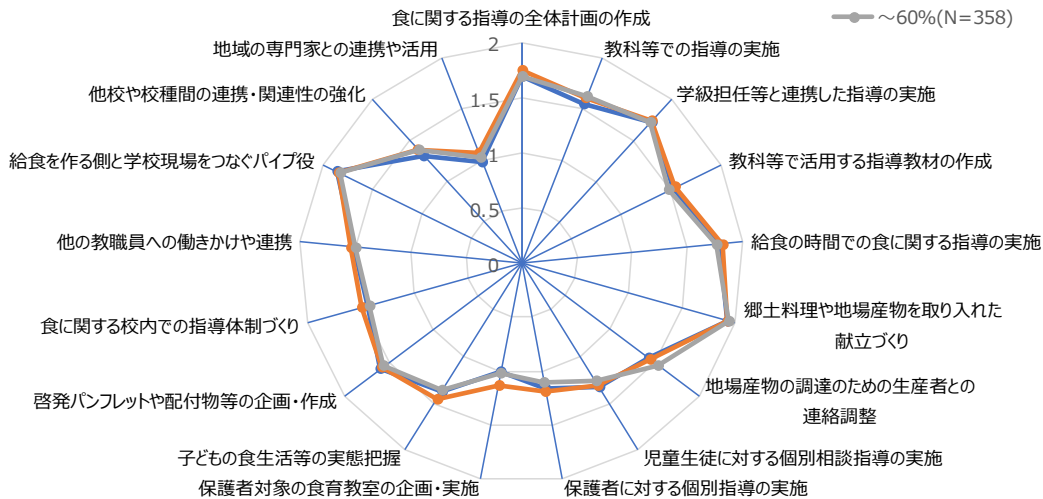 ～60%(N=358)
食に関する指導の全体計画の作成
教科等での指導の実施
学級担任等と連携した指導の実施
教科等で活用する指導教材の作成
給食の時間での食に関する指導の実施
郷土料理や地場産物を取り入れた
献立づくり
地場産物の調達のための生産者との
連絡調整
児童生徒に対する個別相談指導の実施
保護者に対する個別指導の実施
保護者対象の食育教室の企画・実施
子どもの食生活等の実態把握
啓発パンフレットや配付物等の企画・作成
食に関する校内での指導体制づくり
他の教職員への働きかけや連携
給食を作る側と学校現場をつなぐパイプ役
他校や校種間の連携・関連性の強化
地域の専門家との連携や活用
2
1.5
1
0.5
0